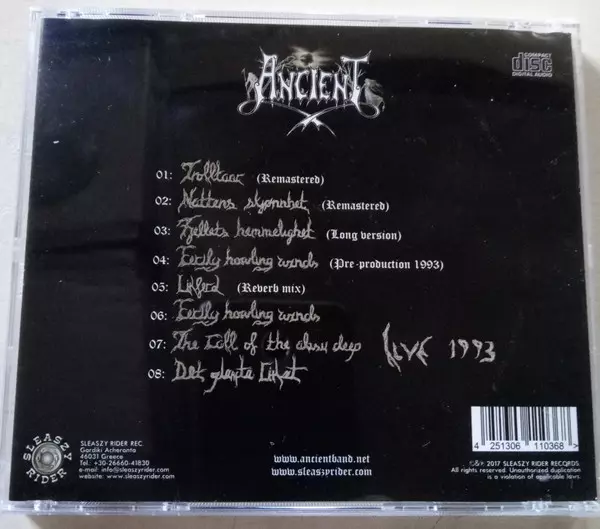 ANCIENT
COMPACT
disc
DIGITAL AUDIO
01: Trolltaar (Remastered)
02: Nattens skjønnhet (Remastered)
03: Fjellets hemmelighet (Long version)
04: Eerily howling winds (Pre-production 1993)
05: Likferd (Reverb mix)
06: Eerily howling winds
07: The Call of the absu deep
LIVE 1993
08: Det glemte
SLEASZY RIDER
SLEASZY RIDER REC.
Gardiki Acheronta
46031 Greece
Tel.: +30-26660-41830
e-mail: info@sleaszyrider.com
website: www.sleaszyrider.com
www.ancientband.net
www.sleaszyrider.com
4 251306 110368 >
℗&© 2017 SLEASZY RIDER RECORDS.
All rights reserved. Unauthorized duplication
is a violation of applicable laws.